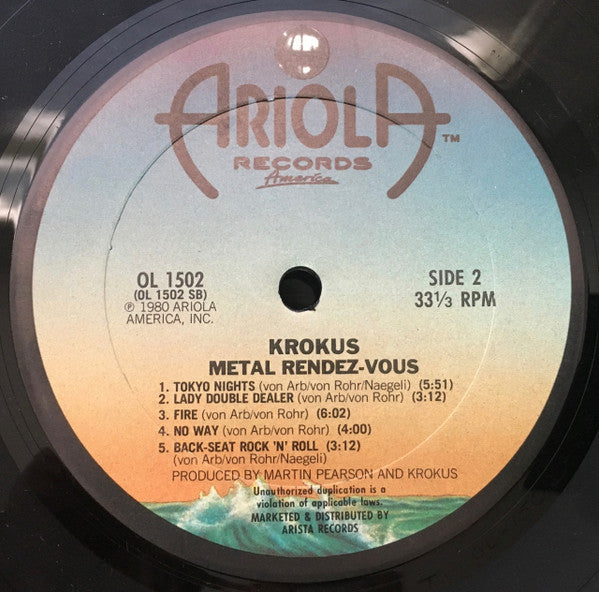 ARIOLA™
RECORDS
America
OL 1502
(OL 1502 SB)
℗ 1980 ARIOLA
AMERICA, INC.
SIDE 2
33⅓ RPM
KROKUS
METAL RENDEZ-VOUS
1. TOKYO NIGHTS (von Arb/von Rohr/Naegeli) (5:51)
2. LADY DOUBLE DEALER (von Arb/von Rohr) (3:12)
3. FIRE (von Arb/von Rohr) (6:02)
4. NO WAY (von Arb/von Rohr) (4:00)
5. BACK-SEAT ROCK 'N' ROLL (3:12)
(von Arb/von Rohr/Naegeli)
PRODUCED BY MARTIN PEARSON AND KROKUS
Unauthorized duplication is a
violation of applicable laws.
MARKETED & DISTRIBUTED BY
ARISTA RECORDS